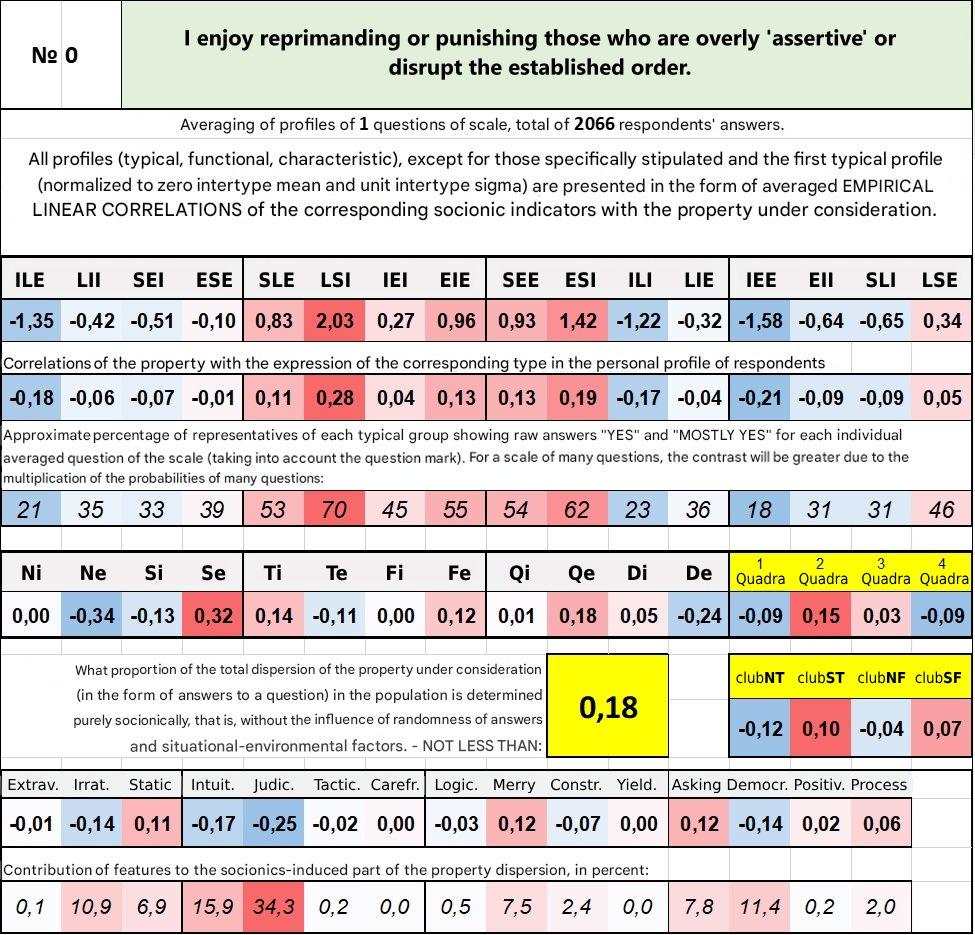 № 0
I enjoy reprimanding or punishing those who are overly 'assertive' or
disrupt the established order.
Averaging of profiles of 1 questions of scale, total of 2066 respondents' answers.
All profiles (typical, functional, characteristic), except for those specifically stipulated and the first typical profile
(normalized to zero intertype mean and unit intertype sigma) are presented in the form of averaged EMPIRICAL
LINEAR CORRELATIONS of the corresponding socionic indicators with the property under consideration.
ILE LII SEI ESE SLE LSI IEI EIE SEE ESI ILI LIE IEE EII SLI LSE
-1,35 -0,42 -0,51 -0,10 0,83 2,03 0,27 0,96 0,93 1,42 -1,22 -0,32 -1,58 -0,64 -0,65 0,34
Correlations of the property with the expression of the corresponding type in the personal profile of respondents
-0,18 -0,06 -0,07 -0,01 0,11 0,28 0,04 0,13 0,13 0,19 -0,17 -0,04 -0,21 -0,09 -0,09 0,05
Approximate percentage of representatives of each typical group showing raw answers "YES" and "MOSTLY YES" for each individual
averaged question of the scale (taking into account the question mark). For a scale of many questions, the contrast will be greater due to the
multiplication of the probabilities of many questions:
21 35 33 39 53 70 45 55 54 62 23 36 18 31 31 46
Ni Ne Si Se Ti Te Fi Fe Qi Qe Di De 1 Quadra 2 Quadra 3 Quadra 4 Quadra
0,00 -0,34 -0,13 0,32 0,14 -0,11 0,00 0,12 0,01 0,18 0,05 -0,24 -0,09 0,15 0,03 -0,09
What proportion of the total dispersion of the property under consideration
(in the form of answers to a question) in the population is determined
purely socionically, that is, without the influence of randomness of answers
and situational-environmental factors. - NOT LESS THAN:
0,18
clubNT clubST clubNF clubSF
-0,12 0,10 -0,04 0,07
Extrav. Irrat. Static Intuit. Judic. Tactic. Carefr. Logic. Merry Constr. Yield. Asking Democr. Positiv. Process
-0,01 -0,14 0,11 -0,17 -0,25 -0,02 0,00 -0,03 0,12 -0,07 0,00 0,12 -0,14 0,02 0,06
Contribution of features to the socionics-induced part of the property dispersion, in percent:
0,1 10,9 6,9 15,9 34,3 0,2 0,0 0,5 7,5 2,4 0,0 7,8 11,4 0,2 2,0